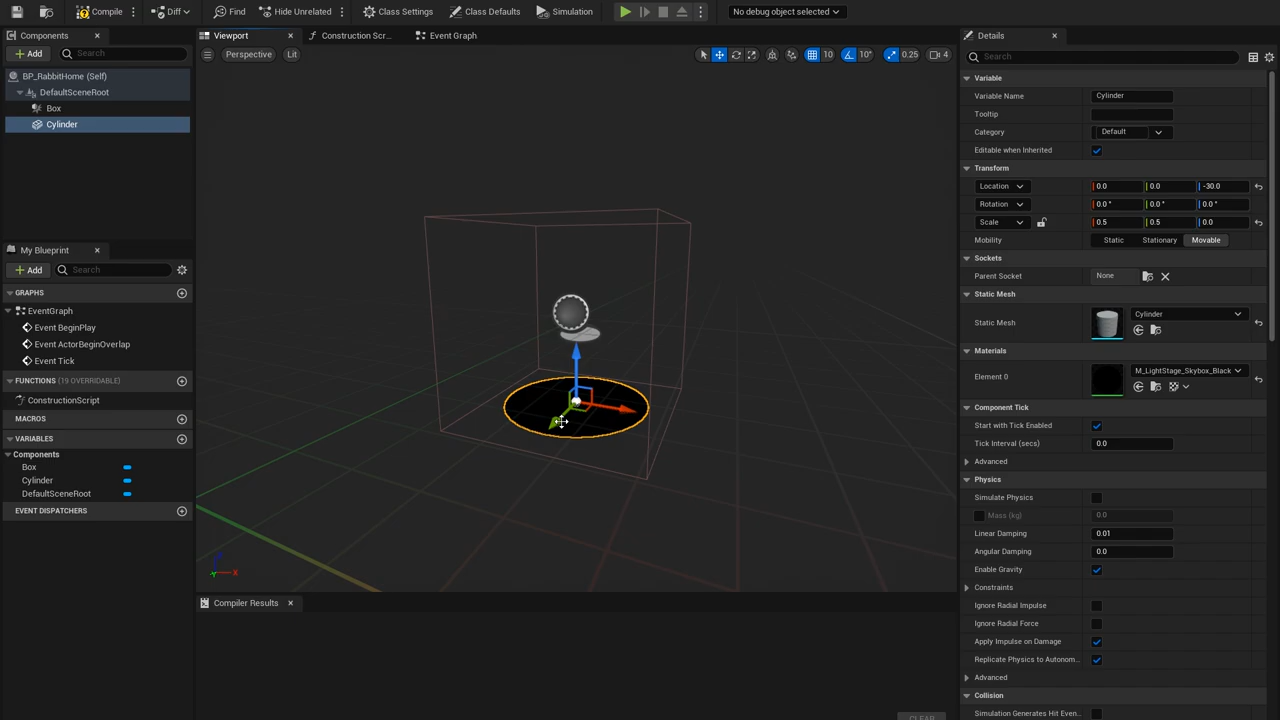 Compile
Diff
Find
Hide Unrelated
Class Settings
Class Defaults
Simulation
No debug object selected
Components
Viewport
Construction Scr...
Event Graph
Details
Add
Search
Perspective
Lit
10
10°
0.25
4
Search
BP_RabbitHome (Self)
DefaultSceneRoot
Box
Cylinder
Variable
Variable Name
Cylinder
Tooltip
Category
Default
Editable when Inherited
Transform
Location
0.0
0.0
-30.0
Rotation
0.0 °
0.0 °
0.0 °
Scale
0.5
0.5
0.0
Mobility
Static
Stationary
Movable
Sockets
Parent Socket
None
Static Mesh
Static Mesh
Cylinder
Materials
Element 0
M_LightStage_Skybox_Black
Component Tick
Start with Tick Enabled
Tick Interval (secs)
0.0
Advanced
Physics
Simulate Physics
Mass (kg)
0.0
Linear Damping
0.01
Angular Damping
0.0
Enable Gravity
Constraints
Ignore Radial Impulse
Ignore Radial Force
Apply Impulse on Damage
Replicate Physics to Autonom...
Advanced
Collision
Simulation Generates Hit Even...
My Blueprint
Add
Search
GRAPHS
EventGraph
Event BeginPlay
Event ActorBeginOverlap
Event Tick
FUNCTIONS (19 OVERRIDABLE)
ConstructionScript
MACROS
VARIABLES
Components
Box
Cylinder
DefaultSceneRoot
EVENT DISPATCHERS
X
Compiler Results
CLEAR